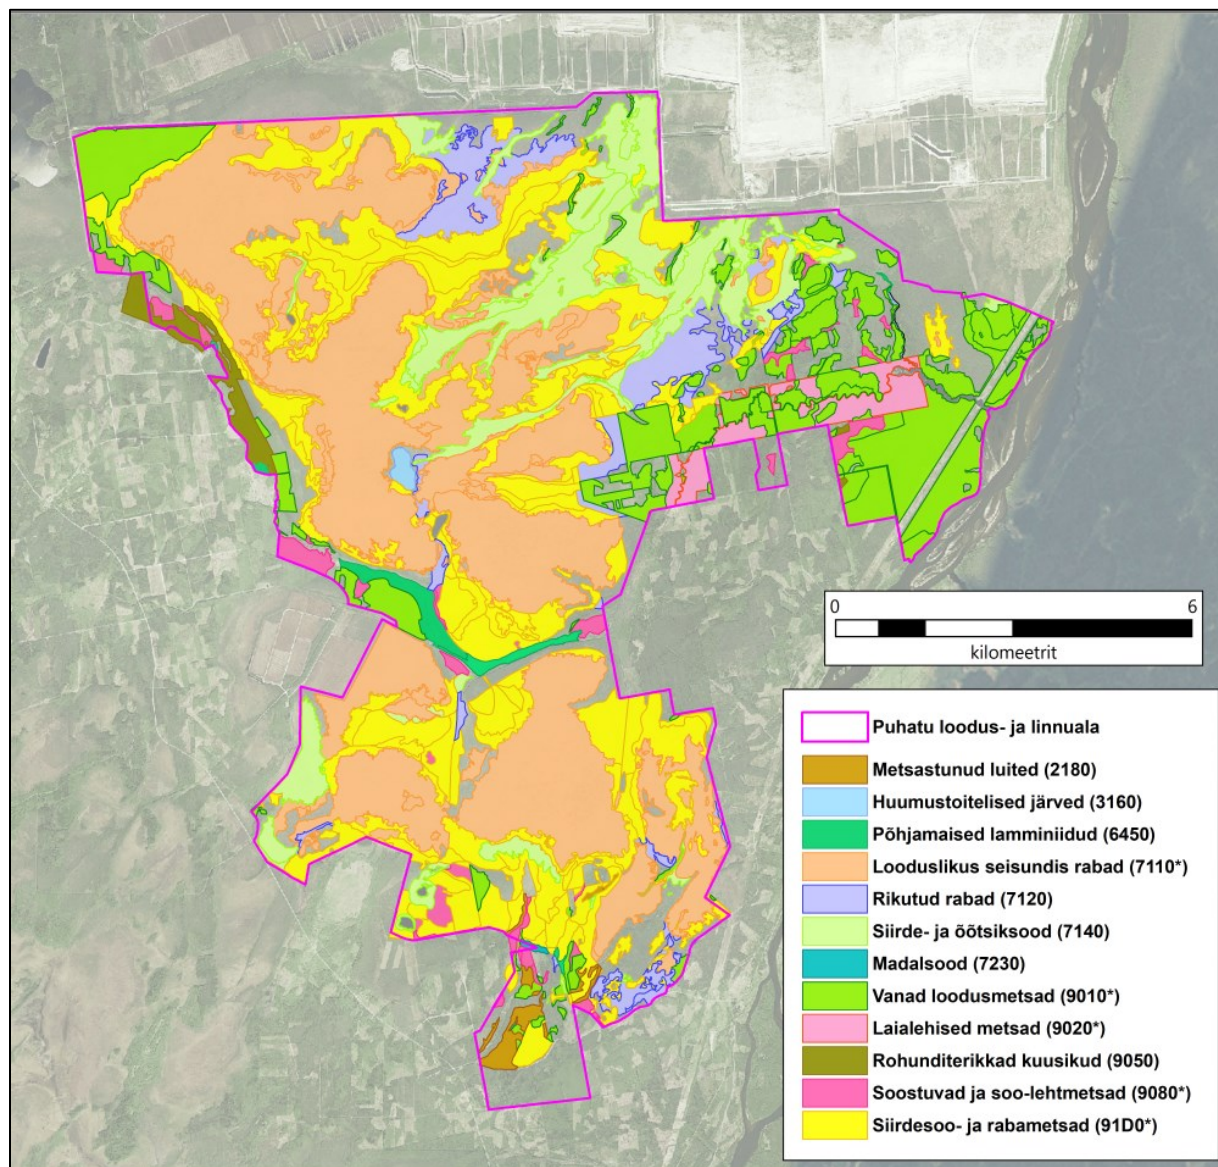 0 6
kilomeetrit
Puhatu loodus- ja linnuala
Metsastunud luited (2180)
Huumustoitelised järved (3160)
Põhjamaised lamminiidud (6450)
Looduslikus seisundis rabad (7110*)
Rikutud rabad (7120)
Siirde- ja õõtsiksood (7140)
Madalsood (7230)
Vanad loodusmetsad (9010*)
Laialehised metsad (9020*)
Rohunditerikkad kuusikud (9050)
Soostuvad ja soo-lehtmetsad (9080*)
Siirdesoo- ja rabametsad (91D0*)